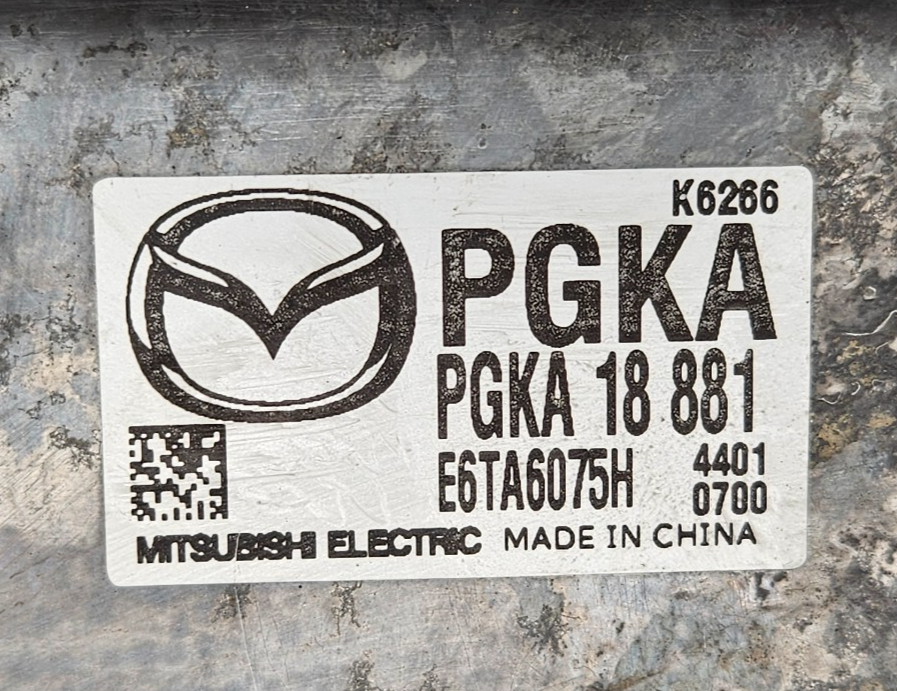 K6266
PGKA
PGKA 18 881
E6TA6075H
4401
0700
MITSUBISHI ELECTRIC MADE IN CHINA